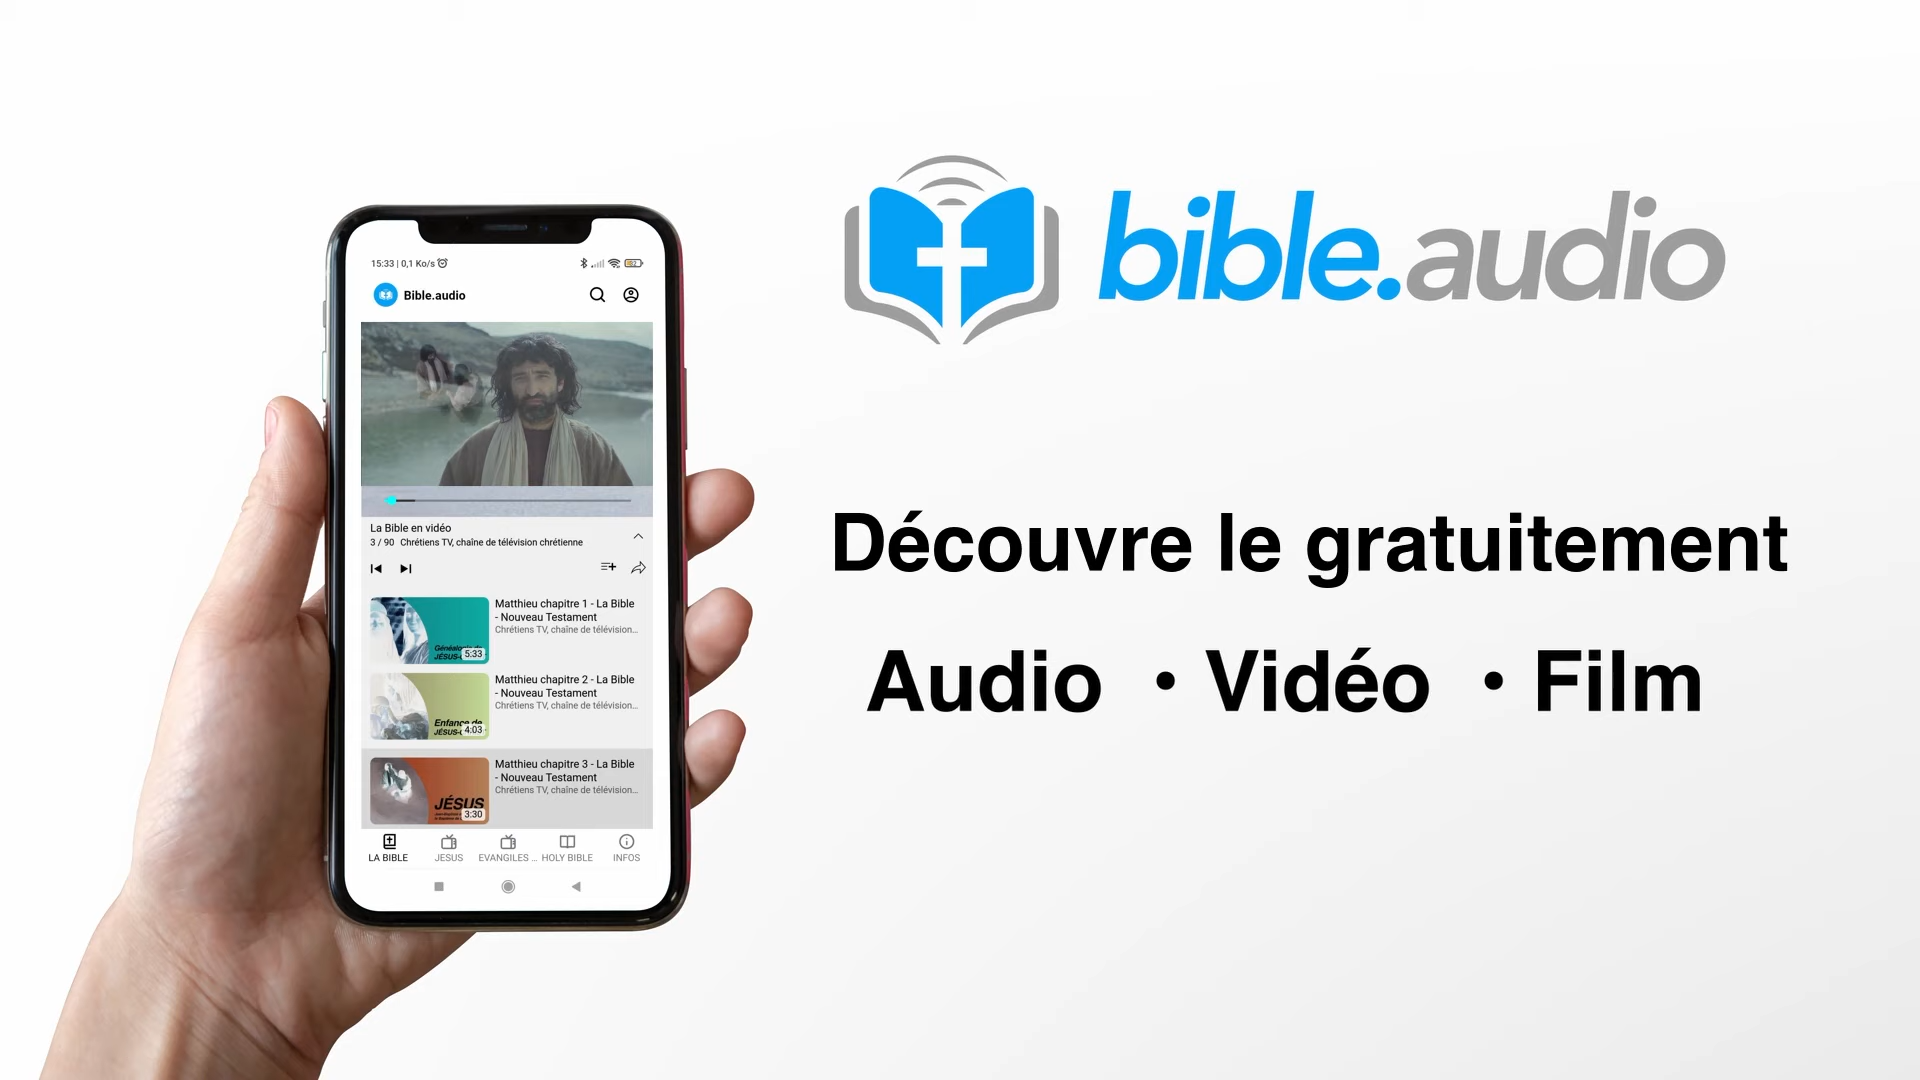 15:33 | 0,1 Ko/s
Bible.audio
La Bible en vidéo
3 / 90 Chrétiens TV, chaîne de télévision chrétienne
Matthieu chapitre 1 - La Bible
- Nouveau Testament
Chrétiens TV, chaîne de télévision...
5:33
Matthieu chapitre 2 - La Bible
- Nouveau Testament
Chrétiens TV, chaîne de télévision...
Enfance de
4:03
Matthieu chapitre 3 - La Bible
- Nouveau Testament
Chrétiens TV, chaîne de télévision...
JÉSUS
3:30
LA BIBLE
JESUS
EVANGILES ...
HOLY BIBLE
INFOS
bible.audio
Découvre le gratuitement
Audio • Vidéo • Film